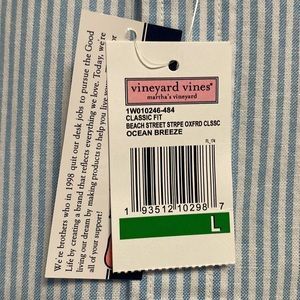 vineyard vines®
martha's vineyard
1W010246-484
CLASSIC FIT
BEACH STREET STRPE OXFRD CLSSC
OCEAN BREEZE
1 93512 10298 7
L
We're brothers who in 1998 quit our desk jobs to pursue the Good
Life by creating a brand that reflects everything we love. Today, we're
living our dream by making products to help you live your
all of your support!